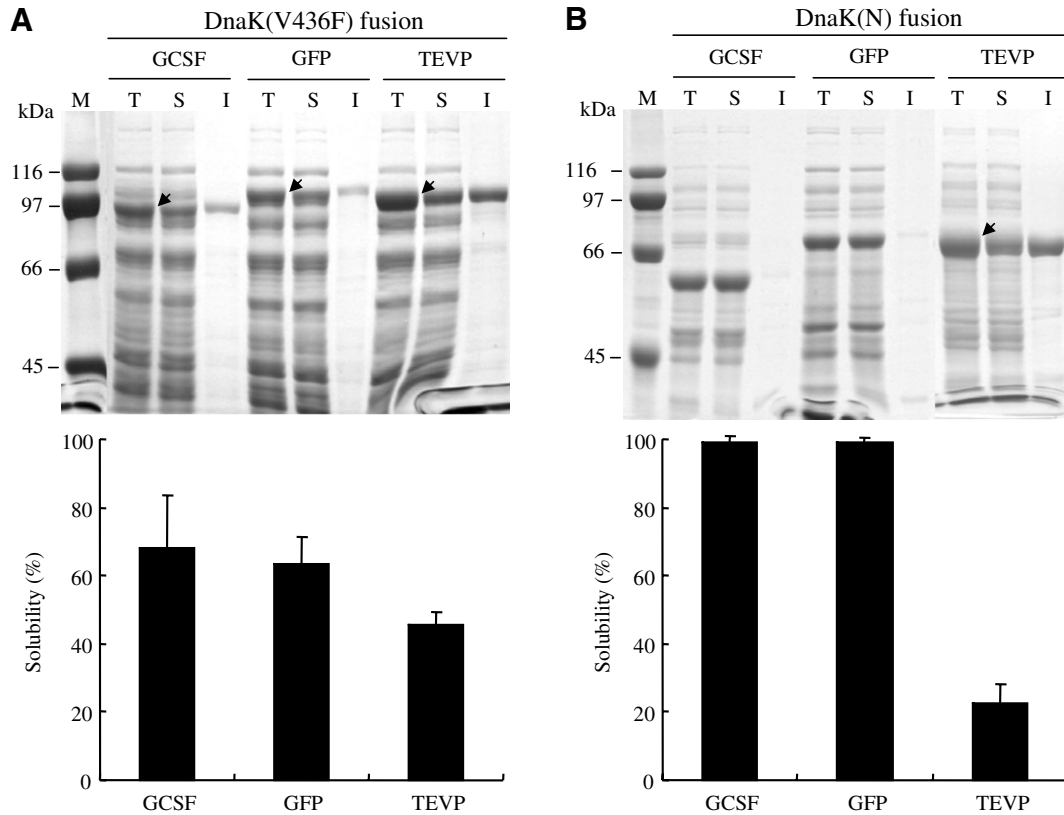 A
DnaK(V436F) fusion
GCSF GFP TEVP
kDa M T S I T S I T S I
116
97
66
45
100
80
60
40
20
0
Solubility (%)
GCSF GFP TEVP
B
DnaK(N) fusion
GCSF GFP TEVP
kDa M T S I T S I T S I
116
97
66
45
100
80
60
40
20
0
Solubility (%)
GCSF GFP TEVP